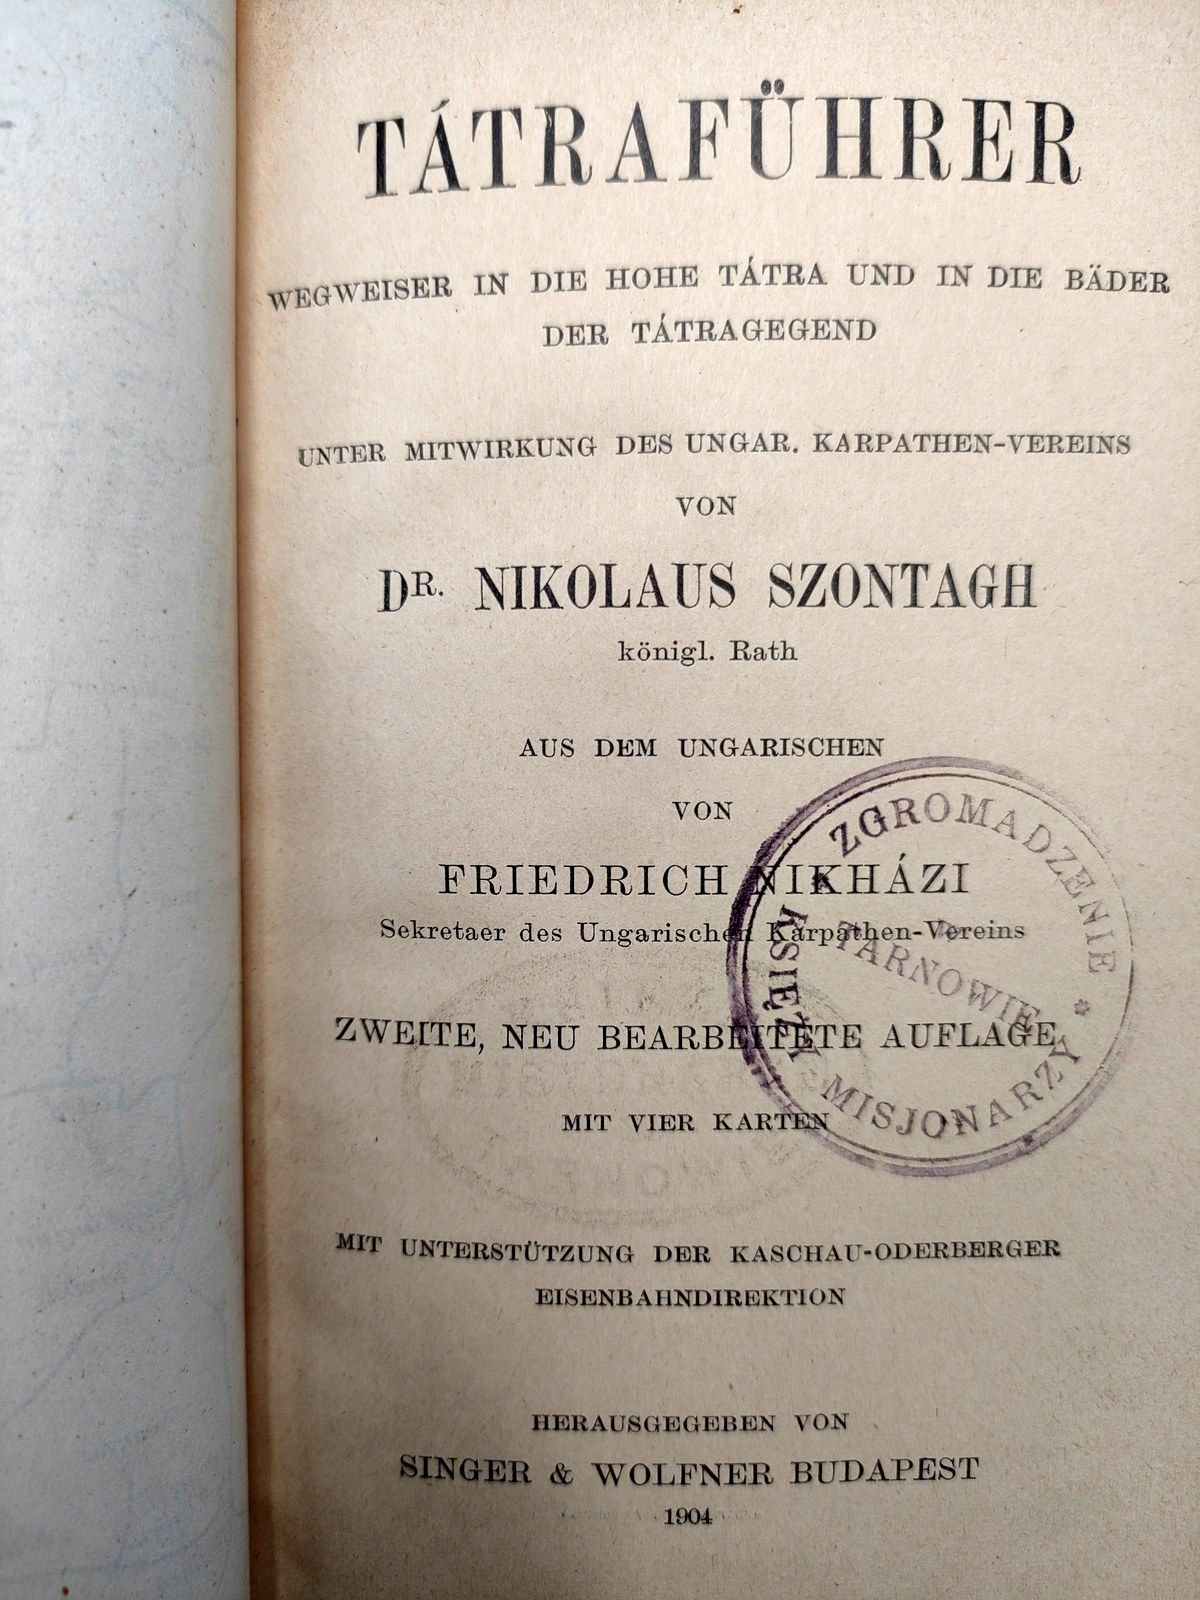 TÁTRAFÜHRER
WEGWEISER IN DIE HOHE TÁTRA UND IN DIE BÄDER
DER TÁTRAGEGEND
UNTER MITWIRKUNG DES UNGAR. KARPATHEN-VEREINS
VON
DR. NIKOLAUS SZONTAGH
königl. Rath
AUS DEM UNGARISCHEN
VON
FRIEDRICH NIKHÁZI
Sekretaer des Ungarischen Karpathen-Vereins
ZWEITE, NEU BEARBEITETE AUFLAGE
MIT VIER KARTEN
MIT UNTERSTÜTZUNG DER KASCHAU-ODERBERGER
EISENBAHNDIREKTION
HERAUSGEGEBEN VON
SINGER & WOLFNER BUDAPEST
1904
ZGROMADZENIE
KSIĘŻY MISJONARZY
TARNOWIE